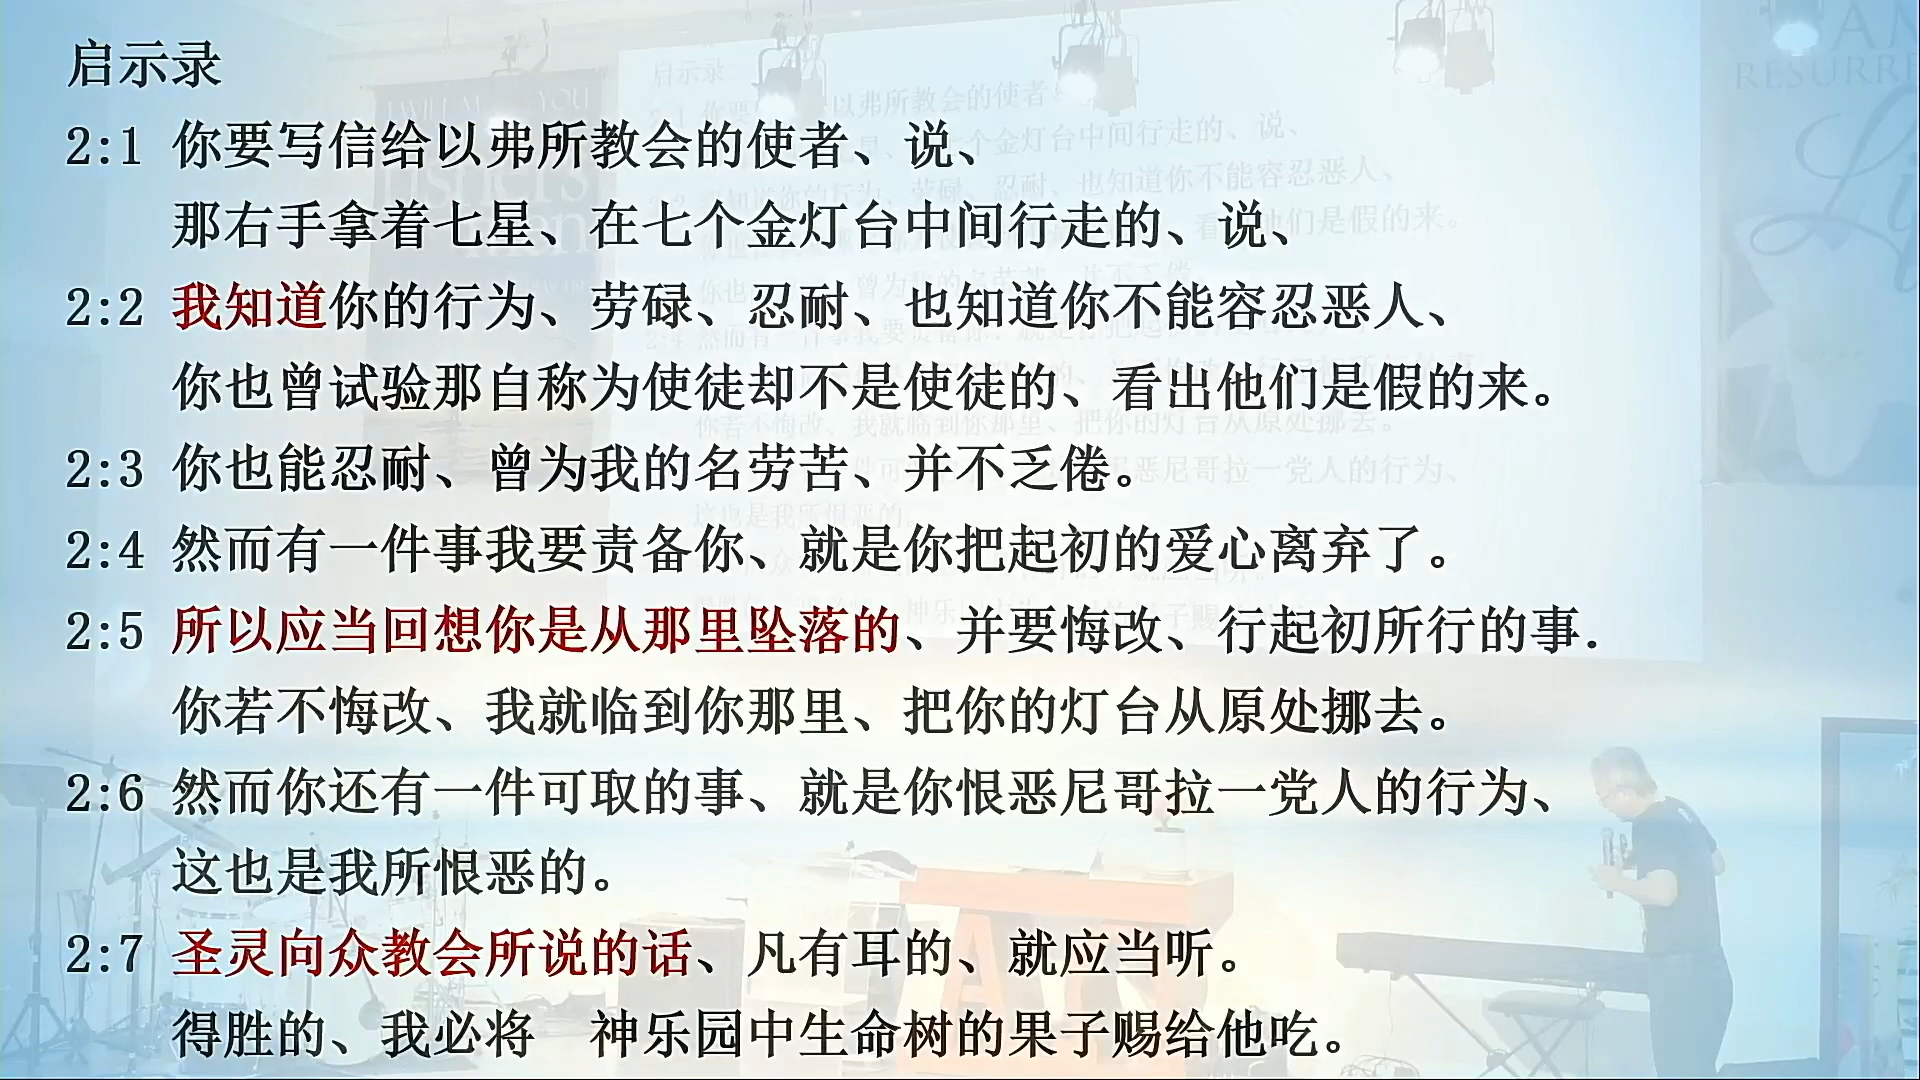 启示录
2:1 你要写信给以弗所教会的使者、说、
那右手拿着七星、在七个金灯台中间行走的、说、
2:2 我知道你的行为、劳碌、忍耐、也知道你不能容忍恶人、
你也曾试验那自称为使徒却不是使徒的、看出他们是假的来。
2:3 你也能忍耐、曾为我的名劳苦、并不乏倦。
2:4 然而有一件事我要责备你、就是你把起初的爱心离弃了。
2:5 所以应当回想你是从那里坠落的、并要悔改、行起初所行的事.
你若不悔改、我就临到你那里、把你的灯台从原处挪去。
2:6 然而你还有一件可取的事、就是你恨恶尼哥拉一党人的行为、
这也是我所恨恶的。
2:7 圣灵向众教会所说的话、凡有耳的、就应当听。
得胜的、我必将　神乐园中生命树的果子赐给他吃。